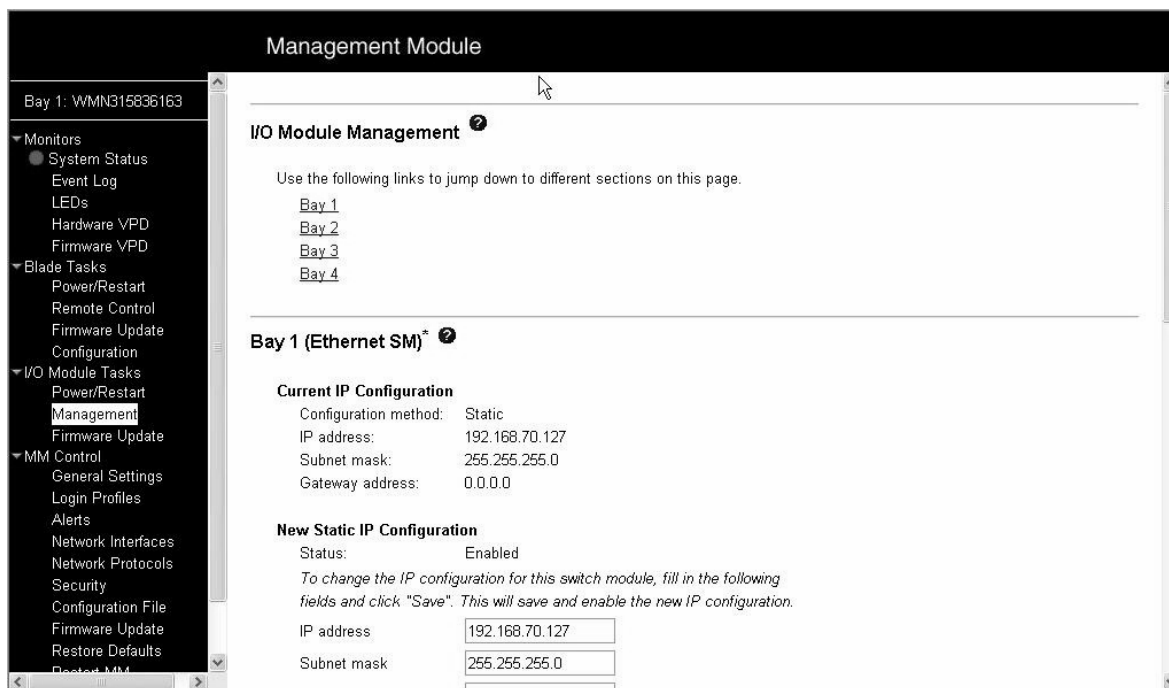 Management Module
Bay 1: WMN315836163
Monitors
System Status
Event Log
LEDs
Hardware VPD
Firmware VPD
Blade Tasks
Power/Restart
Remote Control
Firmware Update
Configuration
I/O Module Tasks
Power/Restart
Management
Firmware Update
MM Control
General Settings
Login Profiles
Alerts
Network Interfaces
Network Protocols
Security
Configuration File
Firmware Update
Restore Defaults
Restart MM
I/O Module Management ?
Use the following links to jump down to different sections on this page.
Bay 1
Bay 2
Bay 3
Bay 4
Bay 1 (Ethernet SM)* ?
Current IP Configuration
Configuration method: Static
IP address: 192.168.70.127
Subnet mask: 255.255.255.0
Gateway address: 0.0.0.0
New Static IP Configuration
Status: Enabled
To change the IP configuration for this switch module, fill in the following
fields and click "Save". This will save and enable the new IP configuration.
IP address 192.168.70.127
Subnet mask 255.255.255.0